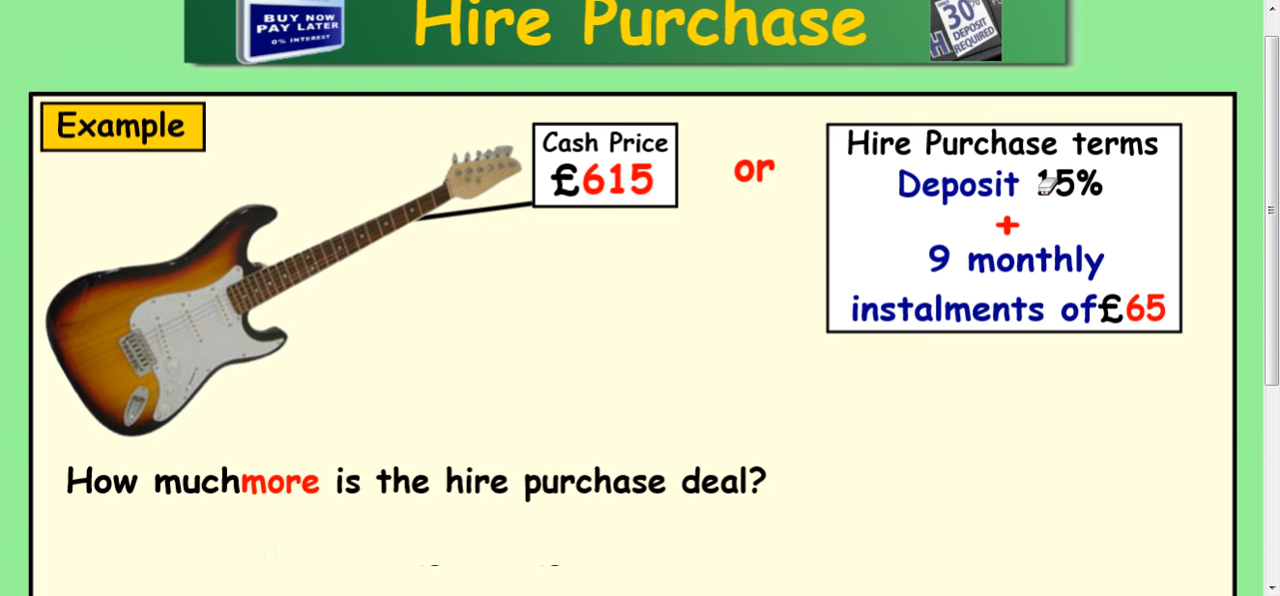 BUY NOW
PAY LATER
0% INTEREST
Hire Purchase
30%
DEPOSIT
REQUIRED
Example
Cash Price
£615
or
Hire Purchase terms
Deposit 15%
+
9 monthly
instalments of£65
How muchmore is the hire purchase deal?